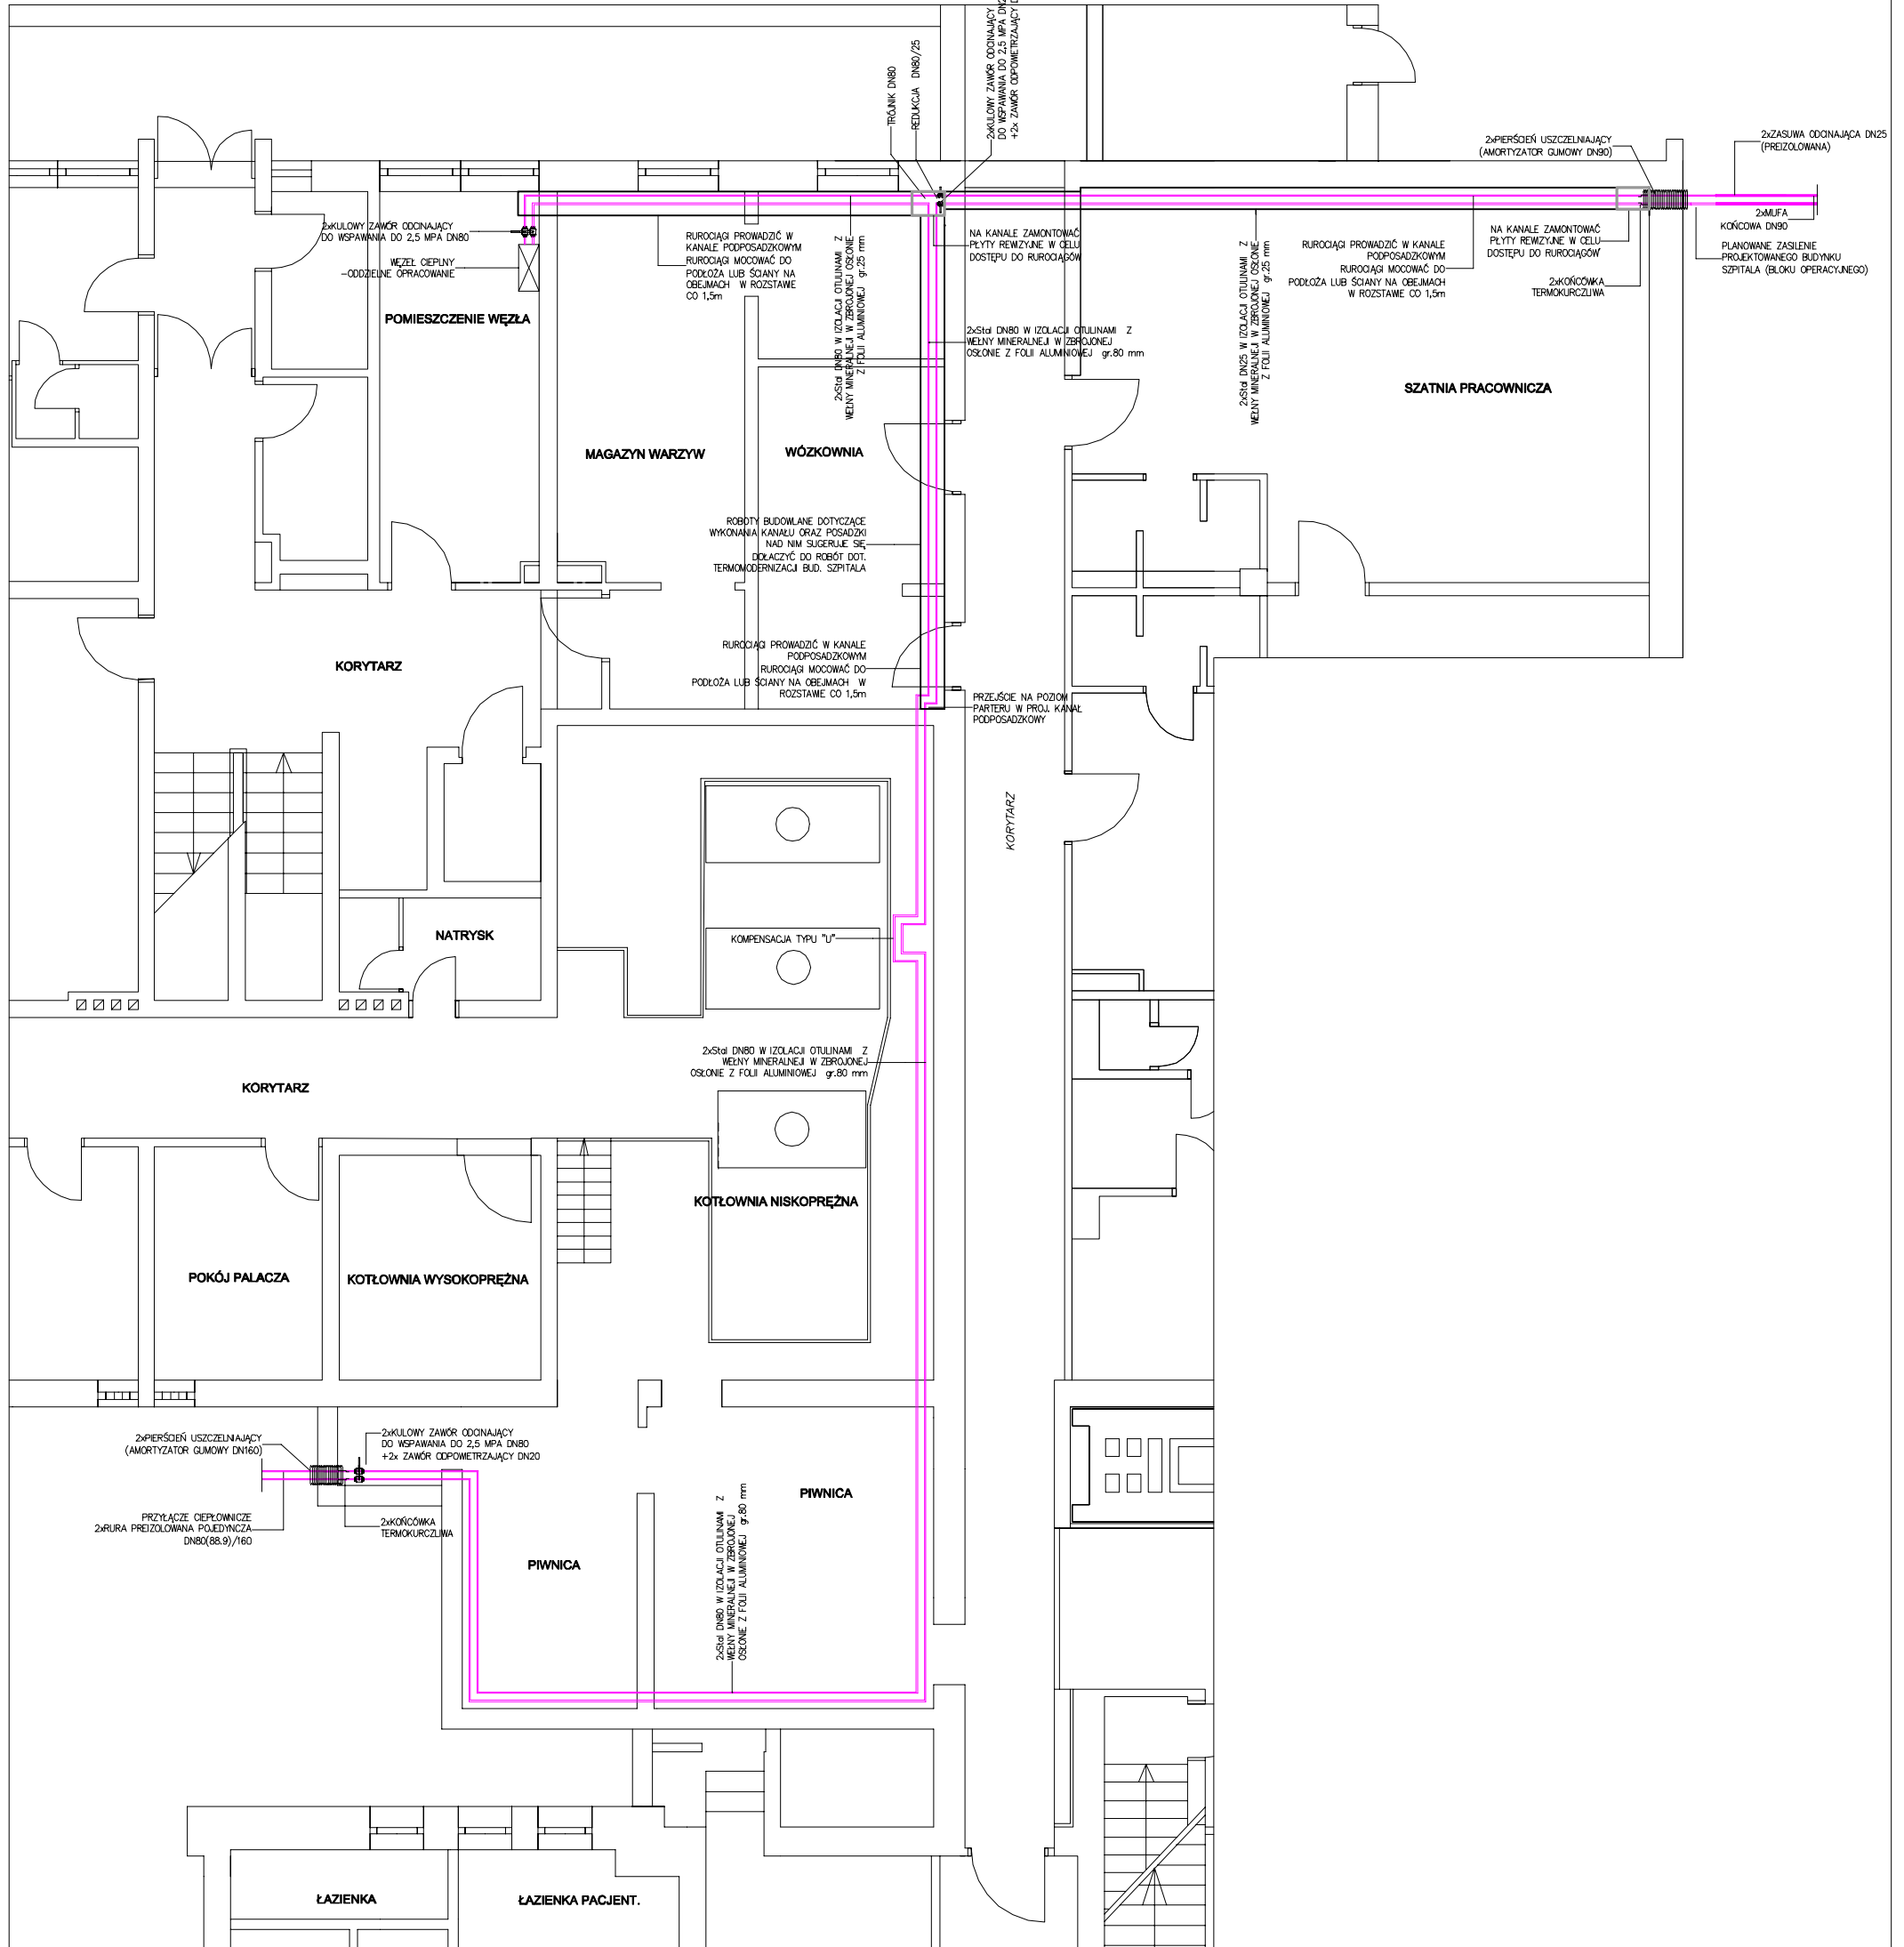 TRÓJNIK DN80
REDUKCJA DN80/25
2xKULOWY ZAWÓR ODCINAJĄCY
DO WSPAWANIA DO 2,5 MPA
+2x ZAWÓR ODPOWIETRZAJĄCY
2xPIERŚCIEŃ USZCZELNIAJĄCY
(AMORTYZATOR GUMOWY DN90)
2xZASUWA ODCINAJĄCA DN25
(PREIZOLOWANA)
2xMUFA
KOŃCOWA DN90
PLANOWANE ZASILENIE
PROJEKTOWANEGO BUDYNKU
SZPITALA (BLOKU OPERACYJNEGO)
2xKULOWY ZAWÓR ODCINAJĄCY
DO WSPAWANIA DO 2,5 MPA DN80
WĘZEŁ CIEPLNY
-ODDZIELNE OPRACOWANIE
RUROCIĄGI PROWADZIĆ W
KANALE PODPOSADZKOWYM
RUROCIĄGI MOCOWAĆ DO
PODŁOŻA LUB ŚCIANY NA
OBEJMACH W ROZSTAWIE
CO 1,5m
2xStal DN80 W IZOLACJI OTULINAMI Z
WEŁNY MINERALNEJ W ZBROJONEJ OSŁONIE
Z FOLII ALUMINIOWEJ gr.25 mm
NA KANALE ZAMONTOWAĆ
PŁYTY REWIZYJNE W CELU
DOSTĘPU DO RUROCIĄGÓW
2xStal DN25 W IZOLACJI OTULINAMI Z
WEŁNY MINERALNEJ W ZBROJONEJ OSŁONIE
Z FOLII ALUMINIOWEJ gr.25 mm
RUROCIĄGI PROWADZIĆ W KANALE
PODPOSADZKOWYM
RUROCIĄGI MOCOWAĆ DO
PODŁOŻA LUB ŚCIANY NA OBEJMACH
W ROZSTAWIE CO 1,5m
NA KANALE ZAMONTOWAĆ
PŁYTY REWIZYJNE W CELU
DOSTĘPU DO RUROCIĄGÓW
2xKOŃCÓWKA
TERMOKURCZLIWA
POMIESZCZENIE WĘZŁA
2xStal DN80 W IZOLACJI OTULINAMI Z
WEŁNY MINERALNEJ W ZBROJONEJ
OSŁONIE Z FOLII ALUMINIOWEJ gr.80 mm
SZATNIA PRACOWNICZA
MAGAZYN WARZYW
WÓZKOWNIA
ROBOTY BUDOWLANE DOTYCZĄCE
WYKONANIA KANAŁU ORAZ POSADZKI
NAD NIM SUGERUJE SIĘ
DOŁACZYĆ DO ROBÓT DOT.
TERMOMODERNIZACJI BUD. SZPITALA
KORYTARZ
RUROCIĄGI PROWADZIĆ W KANALE
PODPOSADZKOWYM
RUROCIĄGI MOCOWAĆ DO
PODŁOŻA LUB ŚCIANY NA OBEJMACH W
ROZSTAWIE CO 1,5m
PRZEJŚCIE NA POZIOM
PARTERU W PROJ. KANAŁ
PODPOSADZKOWY
KORYTARZ
NATRYSK
KOMPENSACJA TYPU "U"
2xStal DN80 W IZOLACJI OTULINAMI Z
WEŁNY MINERALNEJ W ZBROJONEJ
OSŁONIE Z FOLII ALUMINIOWEJ gr.80 mm
KORYTARZ
KOTŁOWNIA NISKOPRĘŻNA
POKÓJ PALACZA
KOTŁOWNIA WYSOKOPRĘŻNA
2xPIERŚCIEŃ USZCZELNIAJĄCY
(AMORTYZATOR GUMOWY DN160)
2xKULOWY ZAWÓR ODCINAJĄCY
DO WSPAWANIA DO 2,5 MPA DN80
+2x ZAWÓR ODPOWIETRZAJĄCY DN20
PRZYŁĄCZE CIEPŁOWNICZE
2xRURA PREIZOLOWANA POJEDYNCZA
DN80(88.9)/160
2xKOŃCÓWKA
TERMOKURCZLIWA
PIWNICA
PIWNICA
2xStal DN80 W IZOLACJI OTULINAMI Z
WEŁNY MINERALNEJ W ZBROJONEJ
OSŁONIE Z FOLII ALUMINIOWEJ gr.80 mm
ŁAZIENKA
ŁAZIENKA PACJENT.